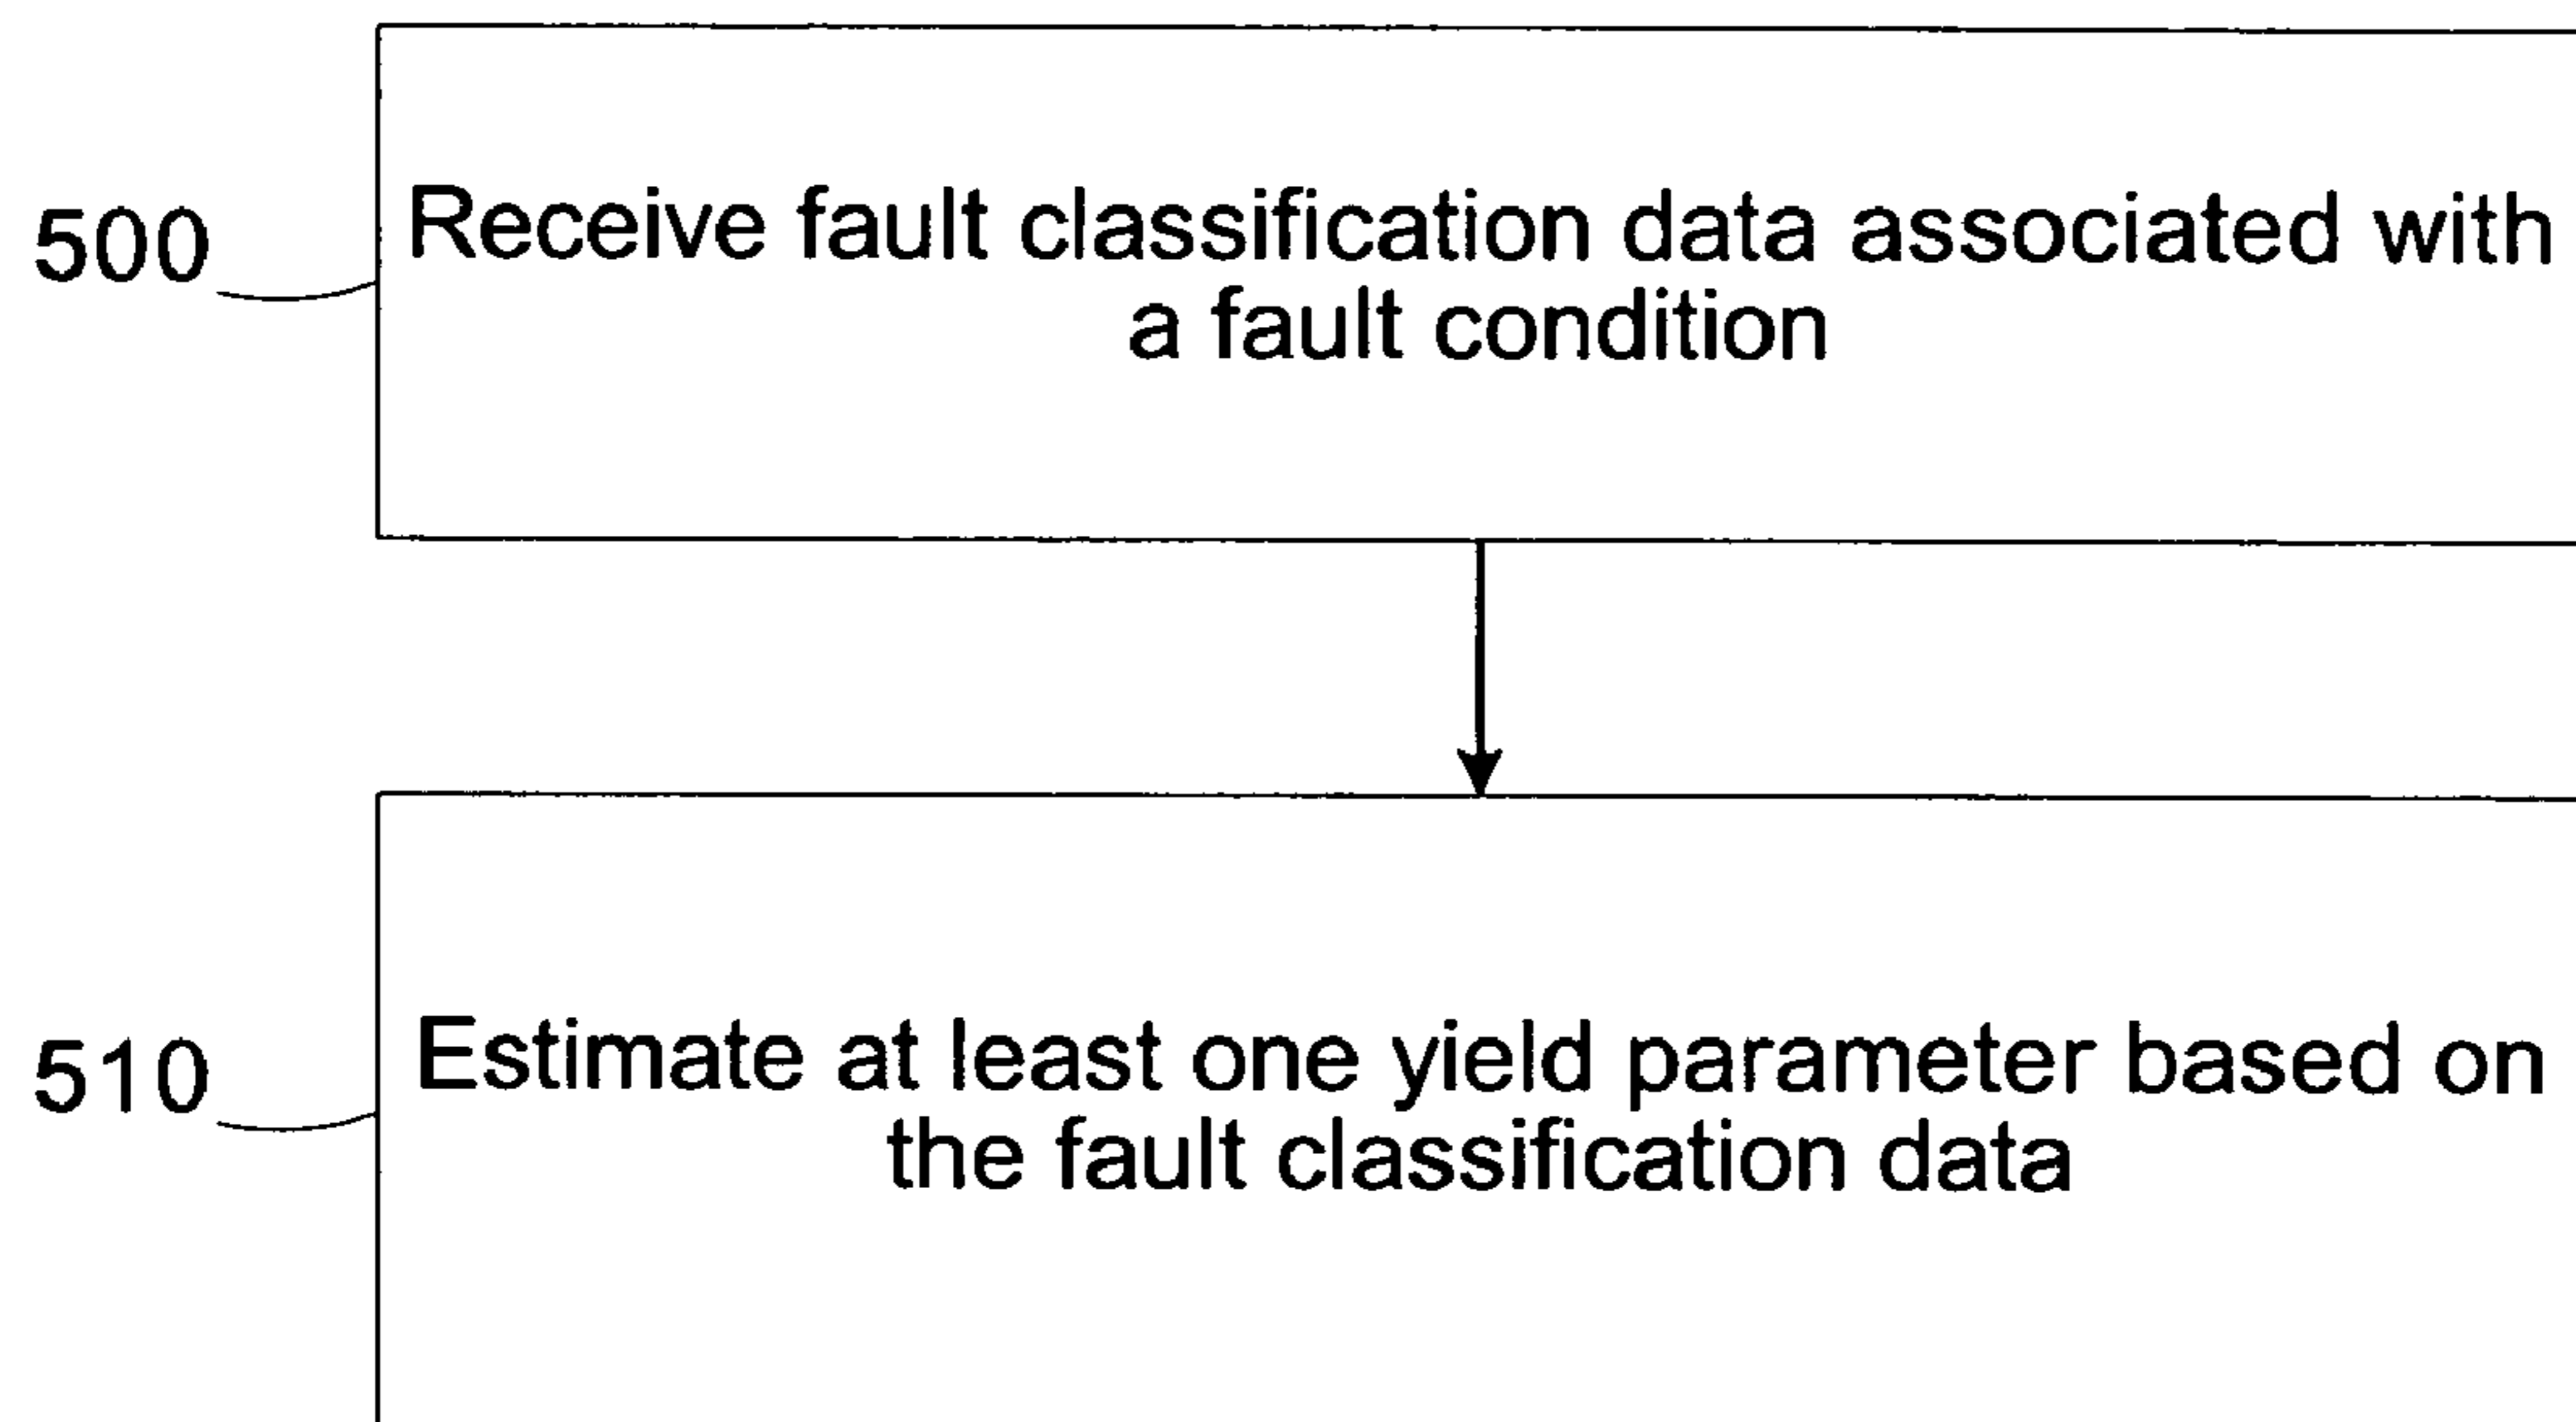 500
Receive fault classification data associated with
a fault condition
510
Estimate at least one yield parameter based on
the fault classification data